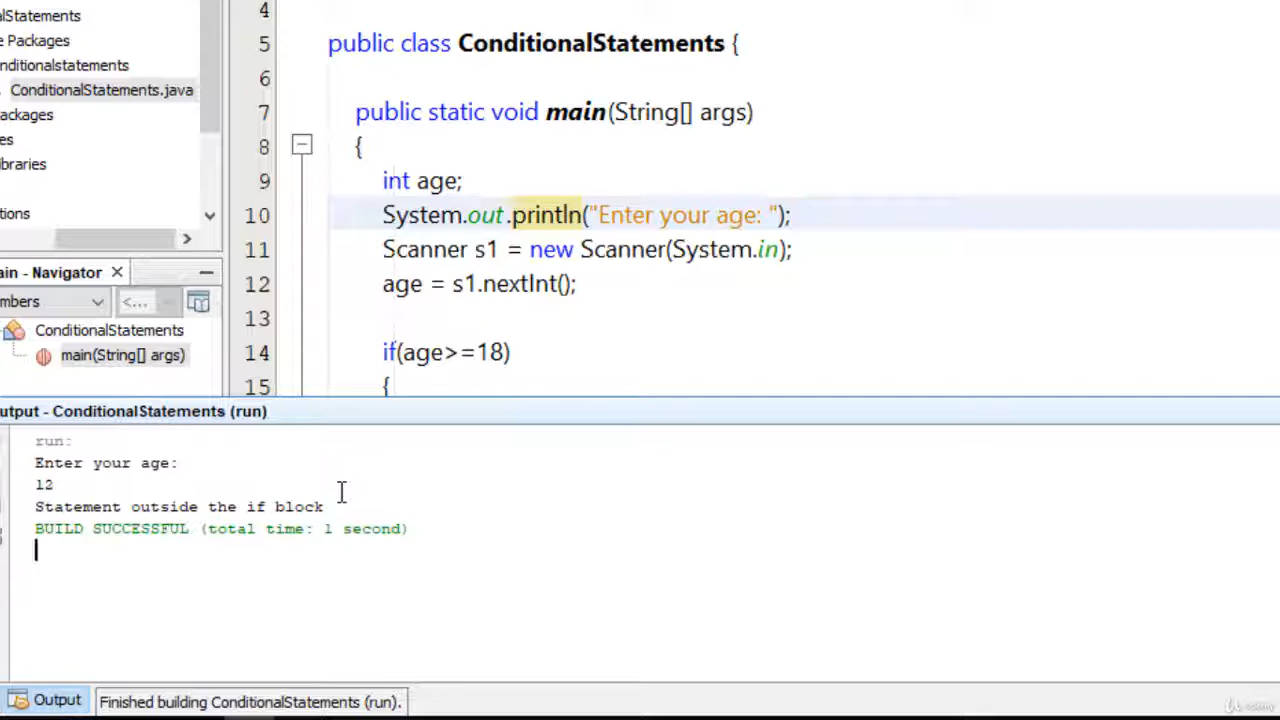 alStatements
e Packages
nditionalstatements
ConditionalStatements.java
ackages
es
ibraries
tions
ain - Navigator
mbers
<...
ConditionalStatements
main(String[] args)
4
5 public class ConditionalStatements {
6
7 public static void main(String[] args)
8 {
9 int age;
10 System.out.println("Enter your age: ");
11 Scanner s1 = new Scanner(System.in);
12 age = s1.nextInt();
13
14 if(age>=18)
15 {
utput - ConditionalStatements (run)
run:
Enter your age:
12
Statement outside the if block
BUILD SUCCESSFUL (total time: 1 second)
Output
Finished building ConditionalStatements (run).
udemy